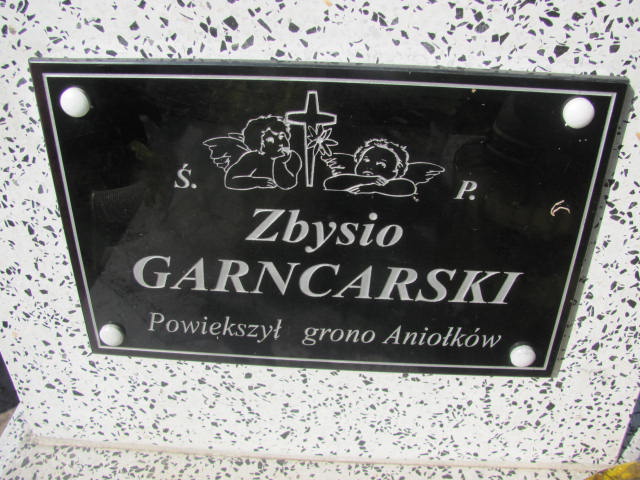 Ś. P.
Zbysio
GARNCARSKI
Powiększył grono Aniołków